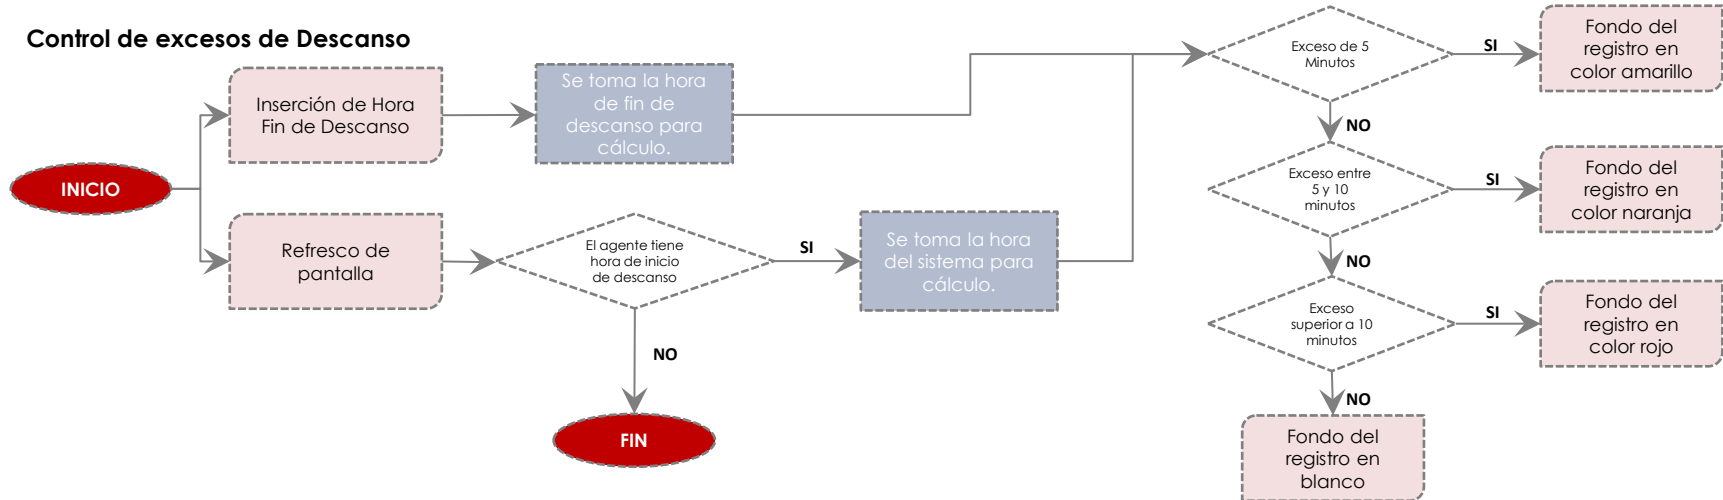 Control de excesos de Descanso
INICIO
Inserción de Hora
Fin de Descanso
Se toma la hora
de fin de
descanso para
cálculo.
Refresco de
pantalla
El agente tiene
hora de inicio
de descanso
SI
Se toma la hora
del sistema para
cálculo.
NO
FIN
Exceso de 5
Minutos
SI
Fondo del
registro en
color amarillo
NO
Exceso entre
5 y 10
minutos
SI
Fondo del
registro en
color naranja
NO
Exceso
superior a 10
minutos
SI
Fondo del
registro en
color rojo
NO
Fondo del
registro en
blanco